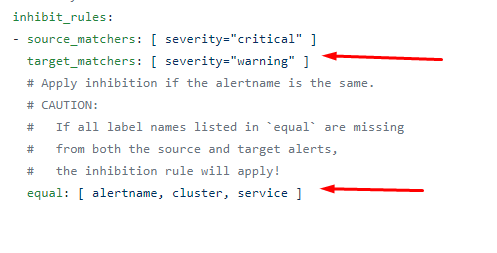 inhibit_rules:
- source_matchers: [ severity="critical" ]
target_matchers: [ severity="warning" ]
# Apply inhibition if the alertname is the same.
# CAUTION:
#   If all label names listed in `equal` are missing
#   from both the source and target alerts,
#   the inhibition rule will apply!
equal: [ alertname, cluster, service ]